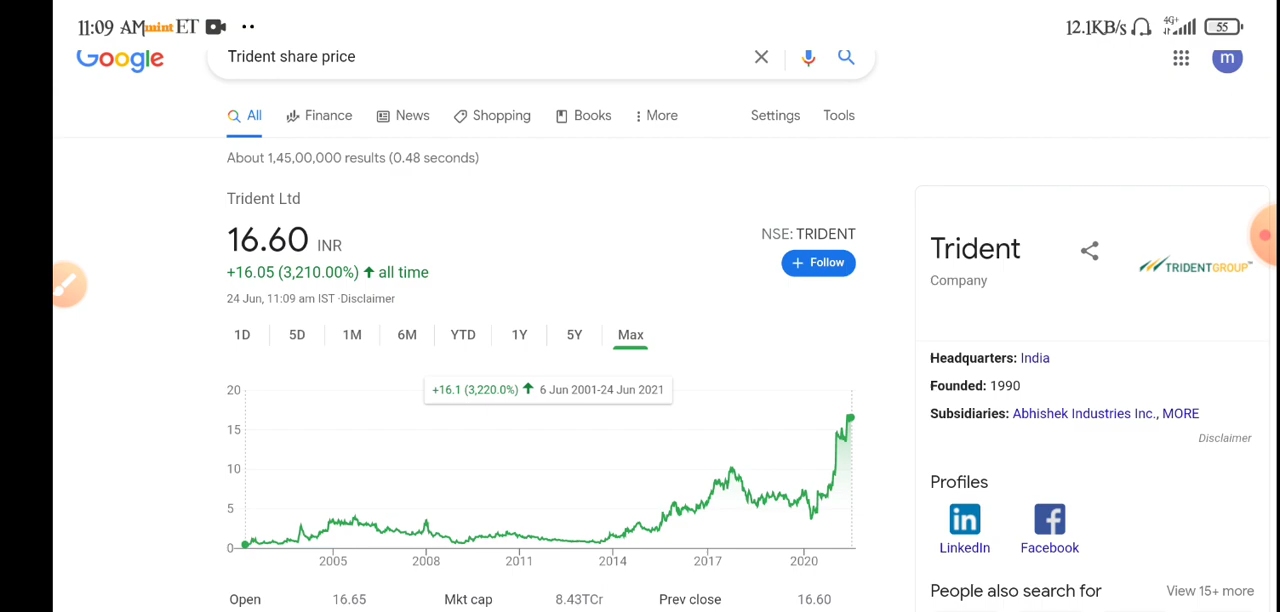 11:09 AM mint ET
12.1KB/s 4G+ 55
Google
Trident share price
m
All Finance News Shopping Books More Settings Tools
About 1,45,00,000 results (0.48 seconds)
Trident Ltd
16.60 INR
+16.05 (3,210.00%) ↑ all time
24 Jun, 11:09 am IST ·Disclaimer
NSE: TRIDENT
+ Follow
1D 5D 1M 6M YTD 1Y 5Y Max
+16.1 (3,220.0%) ↑ 6 Jun 2001-24 Jun 2021
20
15
10
5
0
2005 2008 2011 2014 2017 2020
Open 16.65 Mkt cap 8.43TCr Prev close 16.60
Trident
Company
TRIDENTGROUP™
Headquarters: India
Founded: 1990
Subsidiaries: Abhishek Industries Inc., MORE
Disclaimer
Profiles
in
LinkedIn
f
Facebook
People also search for View 15+ more